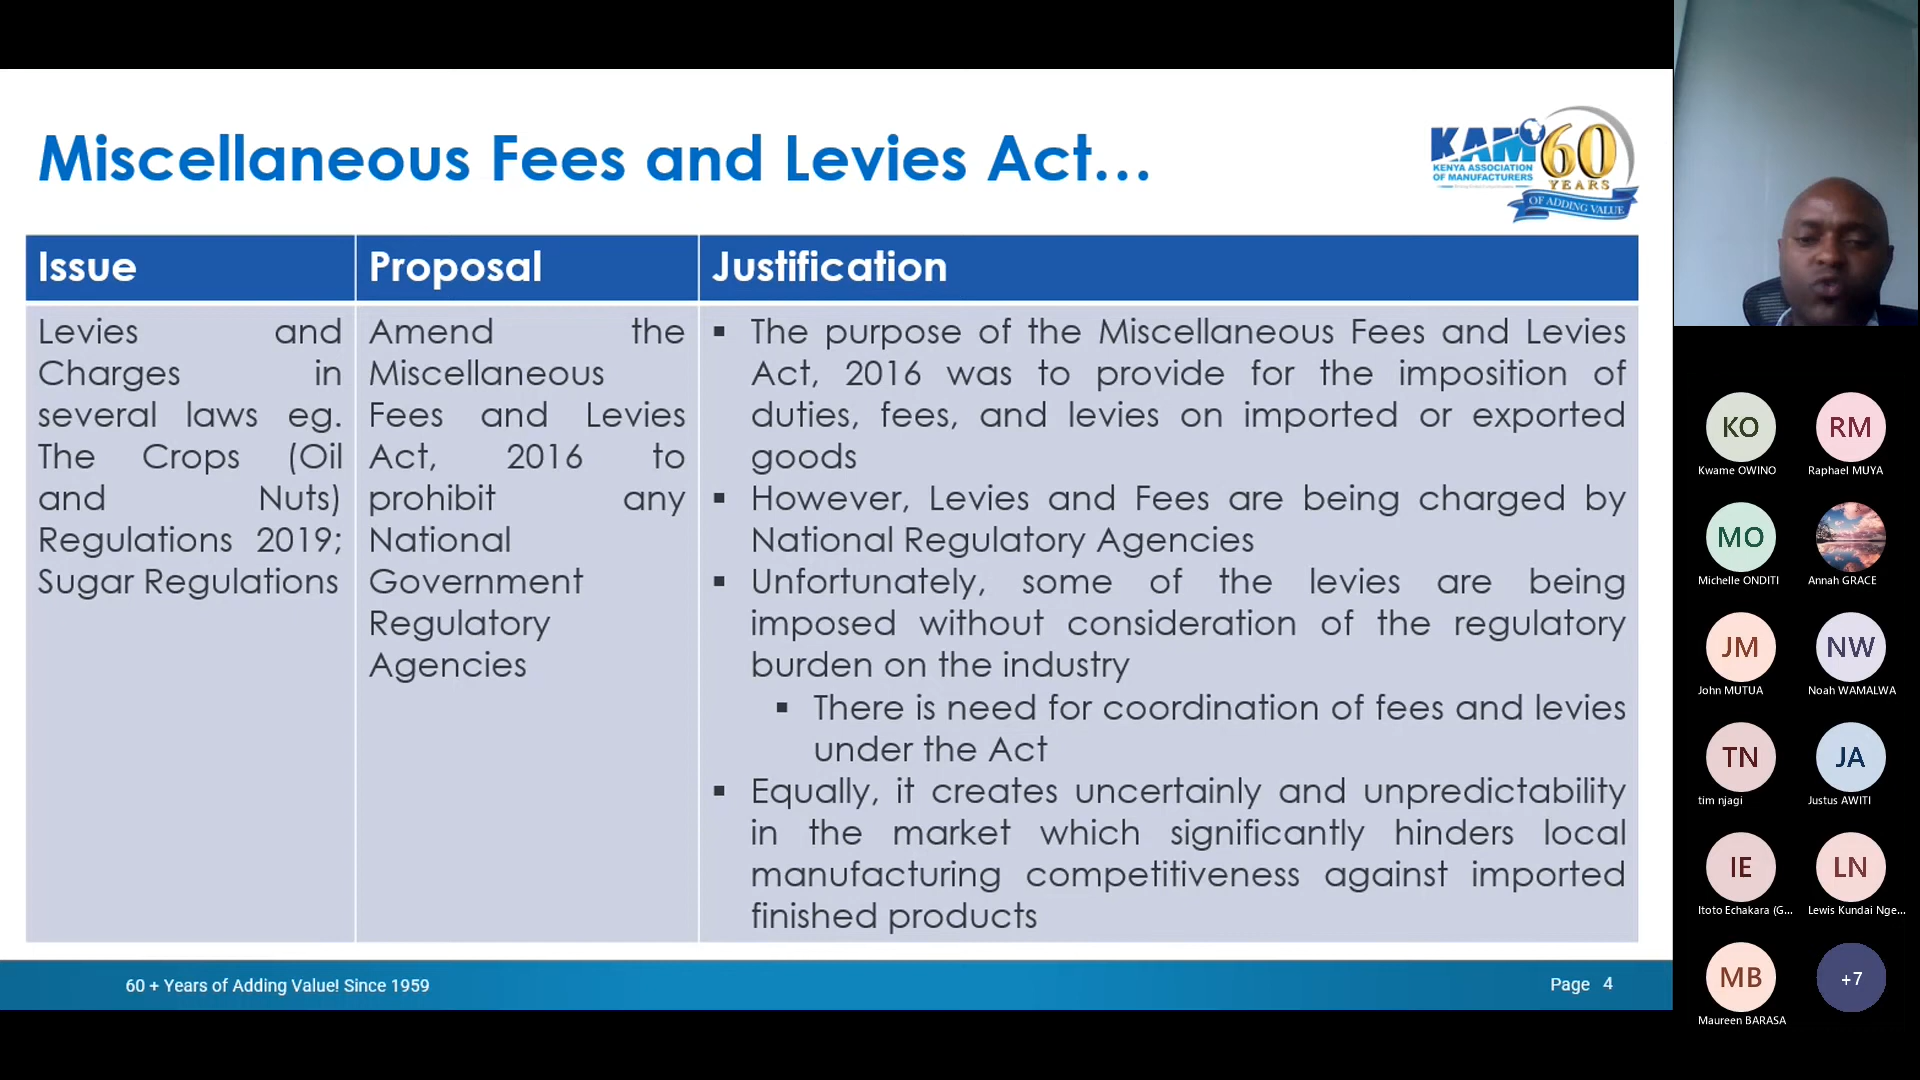 Miscellaneous Fees and Levies Act...
KAM 60
KENYA ASSOCIATION
OF MANUFACTURERS
YEARS
OF ADDING VALUE
Issue
Proposal
Justification
Levies and
Charges in
several laws eg.
The Crops (Oil
and Nuts)
Regulations 2019;
Sugar Regulations
Amend the
Miscellaneous
Fees and Levies
Act, 2016 to
prohibit any
National
Government
Regulatory
Agencies
▪ The purpose of the Miscellaneous Fees and Levies
Act, 2016 was to provide for the imposition of
duties, fees, and levies on imported or exported
goods
▪ However, Levies and Fees are being charged by
National Regulatory Agencies
▪ Unfortunately, some of the levies are being
imposed without consideration of the regulatory
burden on the industry
▪ There is need for coordination of fees and levies
under the Act
▪ Equally, it creates uncertainly and unpredictability
in the market which significantly hinders local
manufacturing competitiveness against imported
finished products
60 + Years of Adding Value! Since 1959
Page 4
KO
Kwame OWINO
RM
Raphael MUYA
MO
Michelle ONDITI
Annah GRACE
JM
John MUTUA
NW
Noah WAMALWA
TN
tim njagi
JA
Justus AWITI
IE
Itoto Echakara (G...
LN
Lewis Kundai Nge...
MB
Maureen BARASA
+7